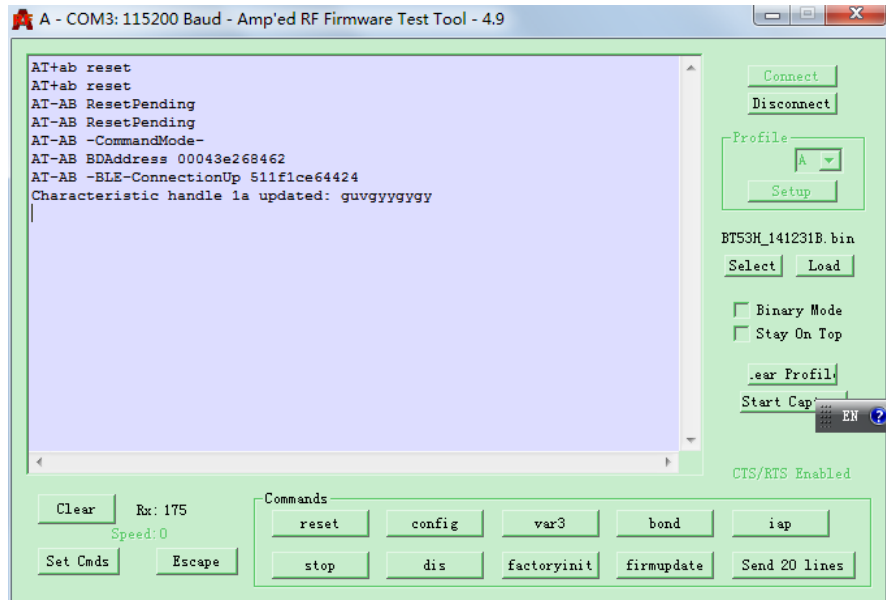 A - COM3: 115200 Baud - Amp'ed RF Firmware Test Tool - 4.9
AT+ab reset
AT+ab reset
AT-AB ResetPending
AT-AB ResetPending
AT-AB -CommandMode-
AT-AB BDAddress 00043e268462
AT-AB -BLE-ConnectionUp 511f1ce64424
Characteristic handle 1a updated: guvgyygygy
Connect
Disconnect
Profile
A
Setup
BT53H_141231B.bin
Select Load
Binary Mode
Stay On Top
.ear Profil
Start Cap
EN
CTS/RTS Enabled
Clear Rx: 175
Speed: 0
Set Cmds Escape
Commands
reset config var3 bond iap
stop dis factoryinit firmupdate Send 20 lines